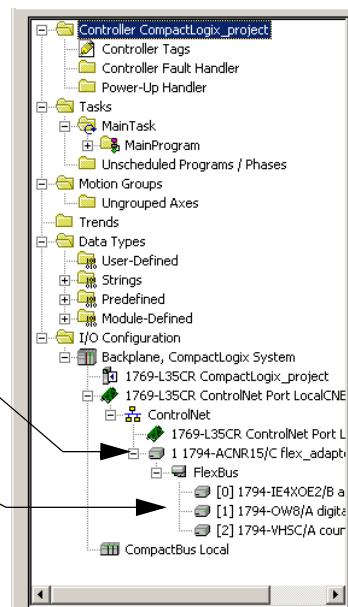 Controller CompactLogix_project
Controller Tags
Controller Fault Handler
Power-Up Handler
Tasks
MainTask
MainProgram
Unscheduled Programs / Phases
Motion Groups
Ungrouped Axes
Trends
Data Types
User-Defined
Strings
Predefined
Module-Defined
I/O Configuration
Backplane, CompactLogix System
1769-L35CR CompactLogix_project
1769-L35CR ControlNet Port LocalCNB
ControlNet
1769-L35CR ControlNet Port L
1 1794-ACNR15/C flex_adapt
FlexBus
[0] 1794-IE4XOE2/B a
[1] 1794-OW8/A digita
[2] 1794-VHSC/A cour
CompactBus Local